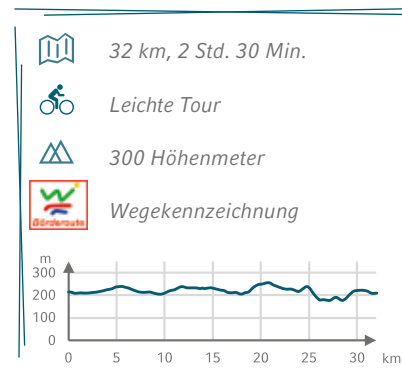 32 km, 2 Std. 30 Min.
Leichte Tour
300 Höhenmeter
Börderoute
Wegekennzeichnung
m
300
200
100
0
0 5 10 15 20 25 30 km